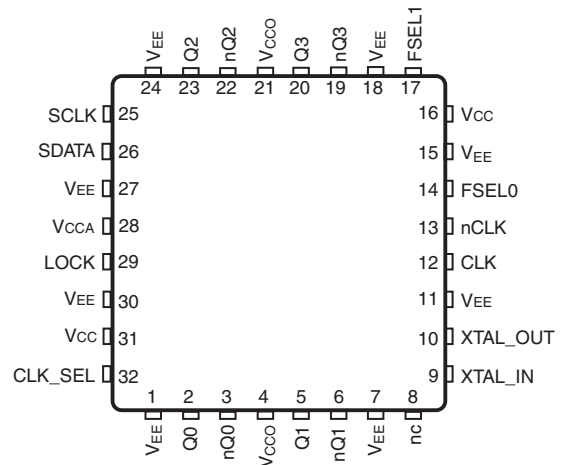 VEE Q2 nQ2 VCCO Q3 nQ3 VEE FSEL1
24 23 22 21 20 19 18 17
SCLK 25 16 VCC
SDATA 26 15 VEE
VEE 27 14 FSEL0
VCCA 28 13 nCLK
LOCK 29 12 CLK
VEE 30 11 VEE
VCC 31 10 XTAL_OUT
CLK_SEL 32 9 XTAL_IN
1 2 3 4 5 6 7 8
VEE Q0 nQ0 VCCO Q1 nQ1 VEE nc